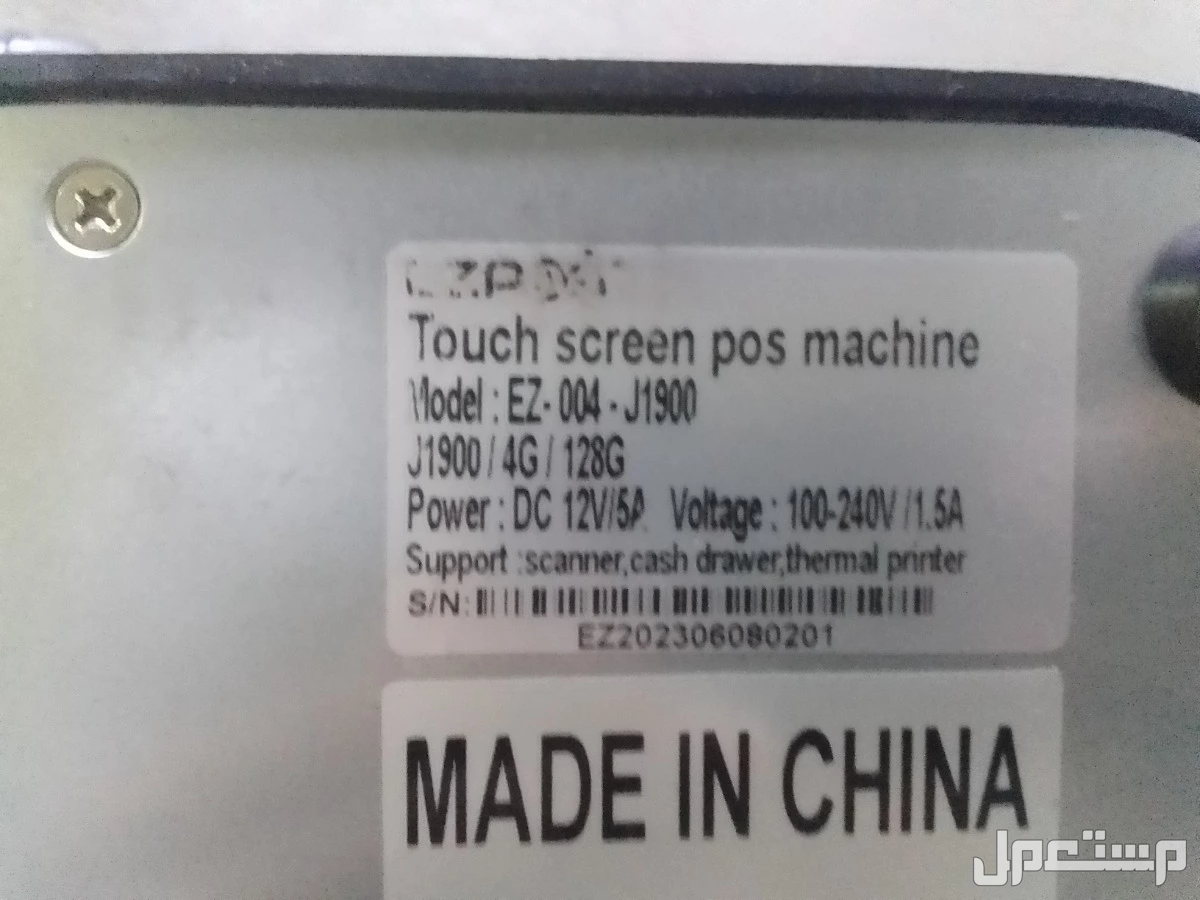 Touch screen pos machine
Model : EZ-004-J1900
J1900 / 4G / 128G
Power : DC 12V/5A Voltage : 100-240V /1.5A
Support :scanner,cash drawer,thermal printer
S/N:
EZ202306080201
MADE IN CHINA
مستعمل